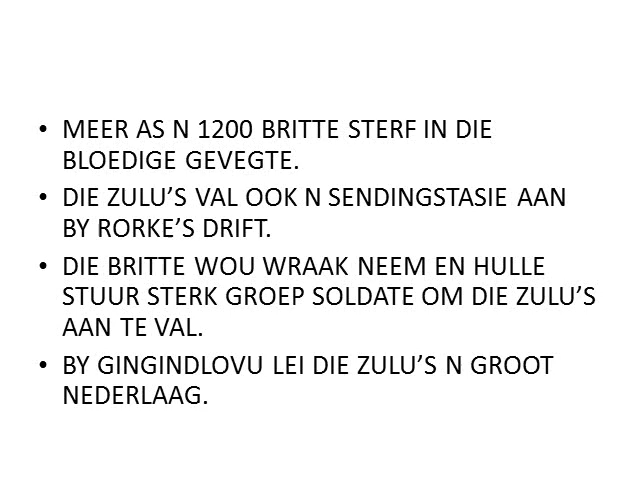 • MEER AS N 1200 BRITTE STERF IN DIE
BLOEDIGE GEVEGTE.
• DIE ZULU’S VAL OOK N SENDINGSTASIE AAN
BY RORKE’S DRIFT.
• DIE BRITTE WOU WRAAK NEEM EN HULLE
STUUR STERK GROEP SOLDATE OM DIE ZULU’S
AAN TE VAL.
• BY GINGINDLOVU LEI DIE ZULU’S N GROOT
NEDERLAAG.